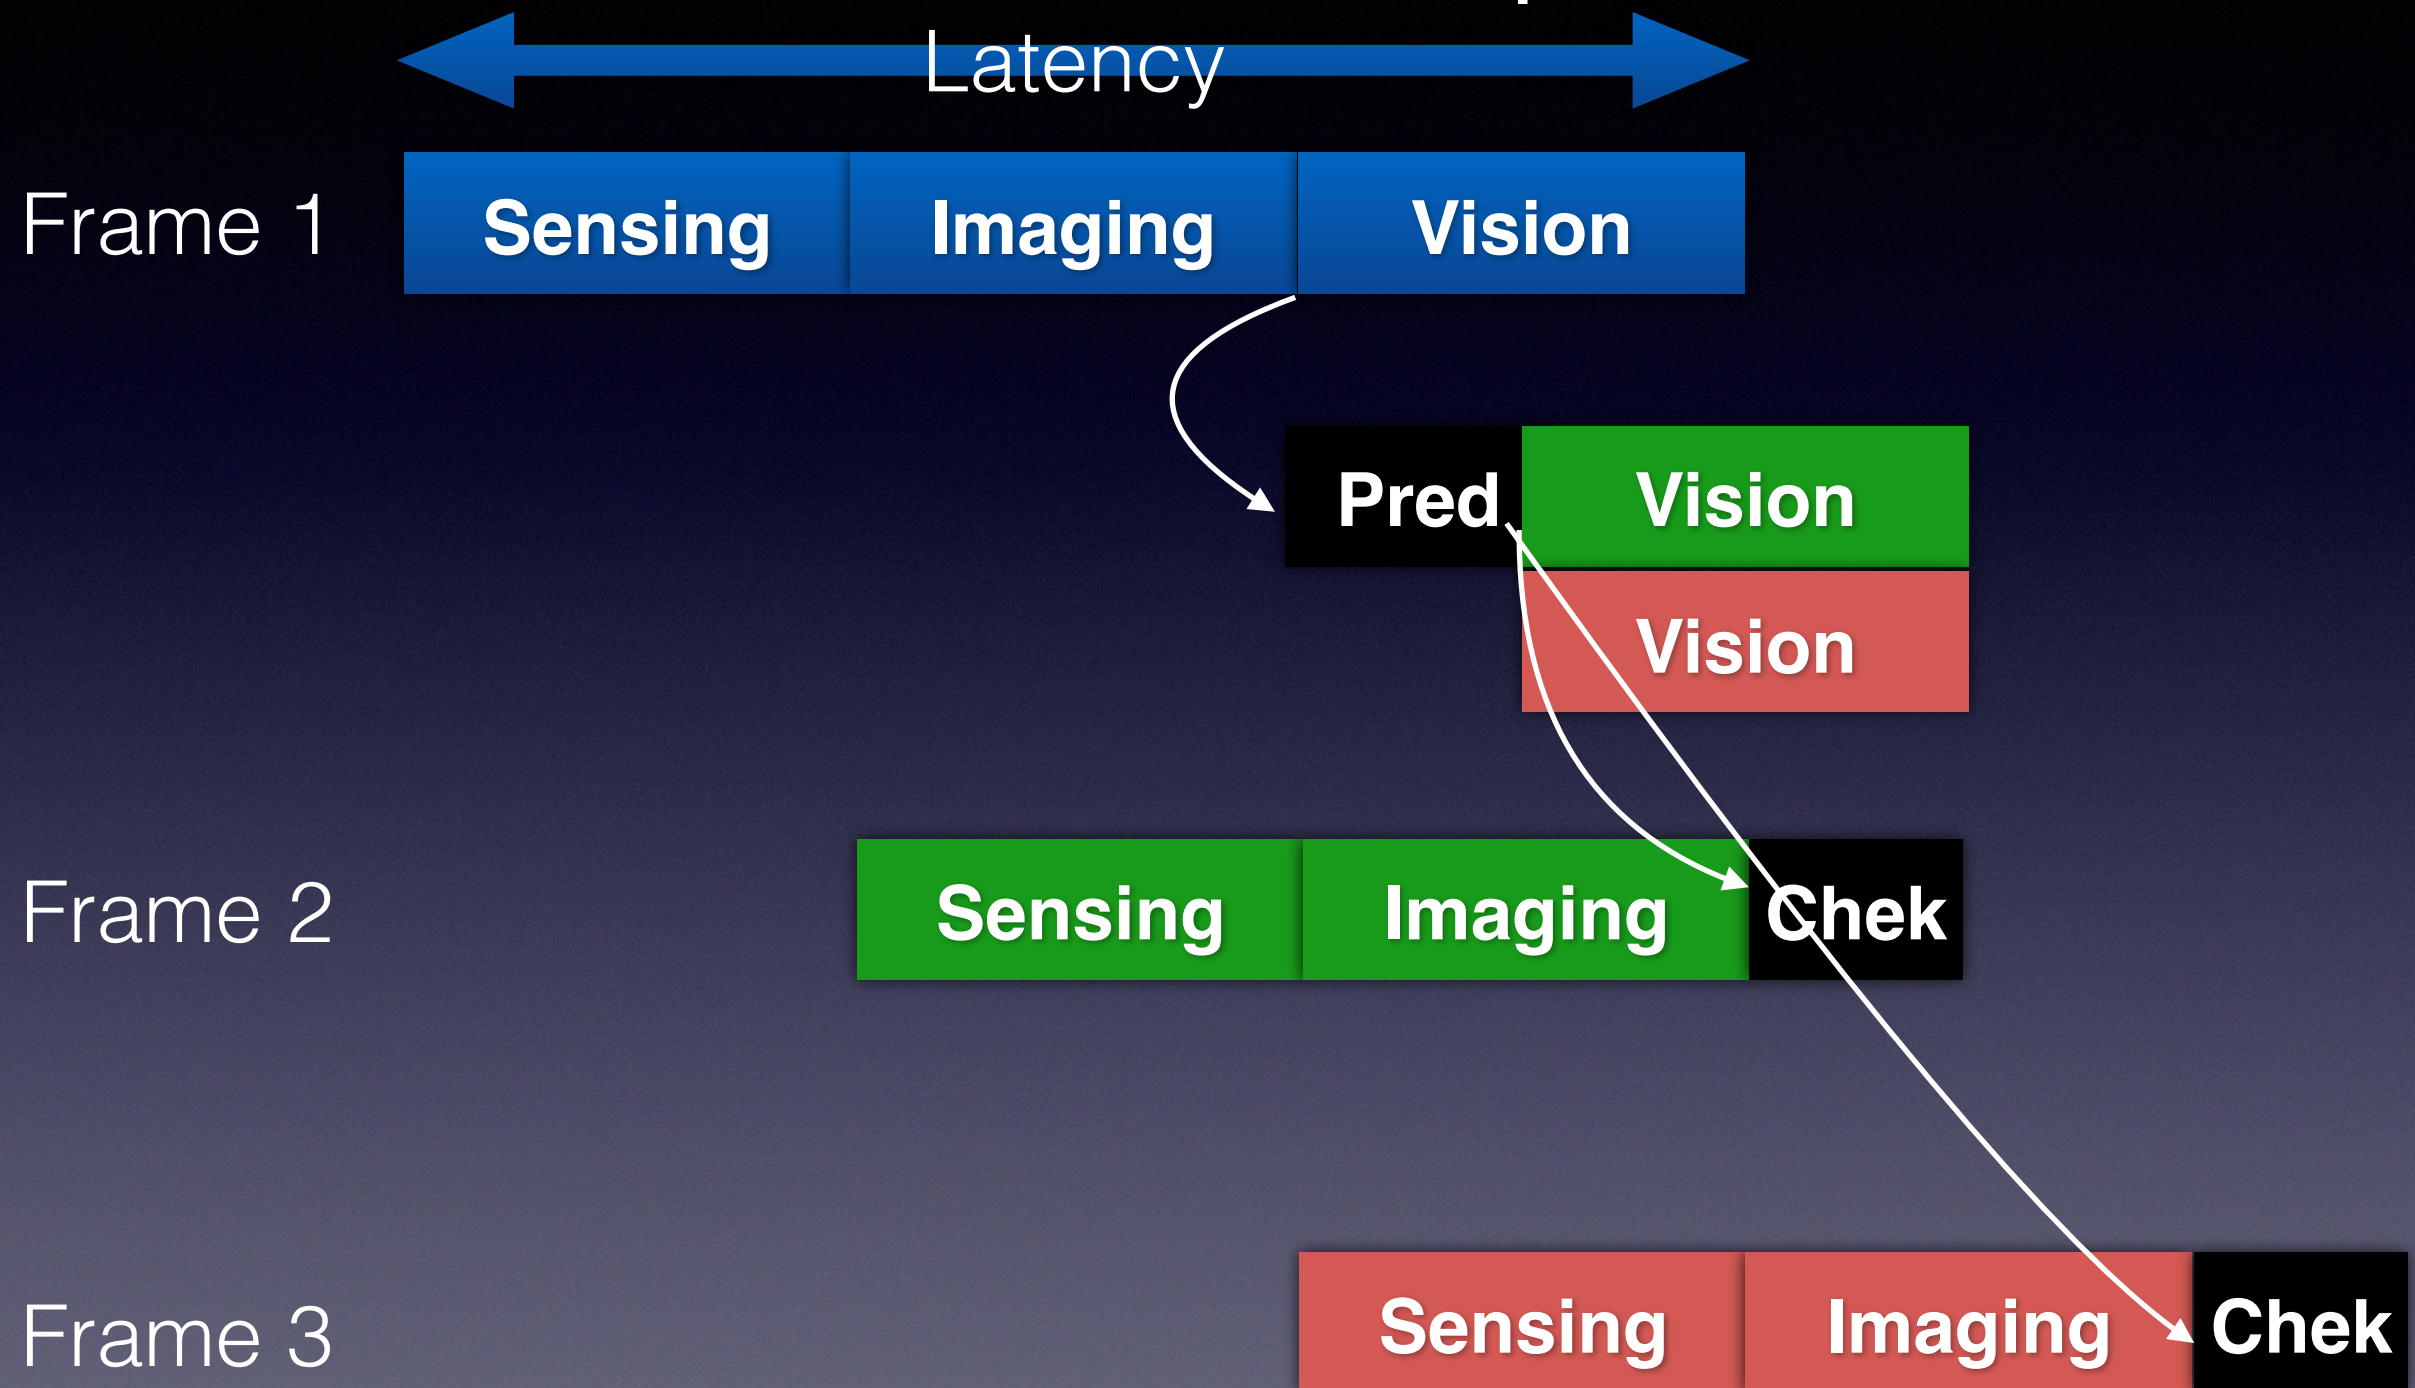 Latency
Frame 1 Sensing Imaging Vision
Pred Vision
Vision
Frame 2 Sensing Imaging Chek
Frame 3 Sensing Imaging Chek